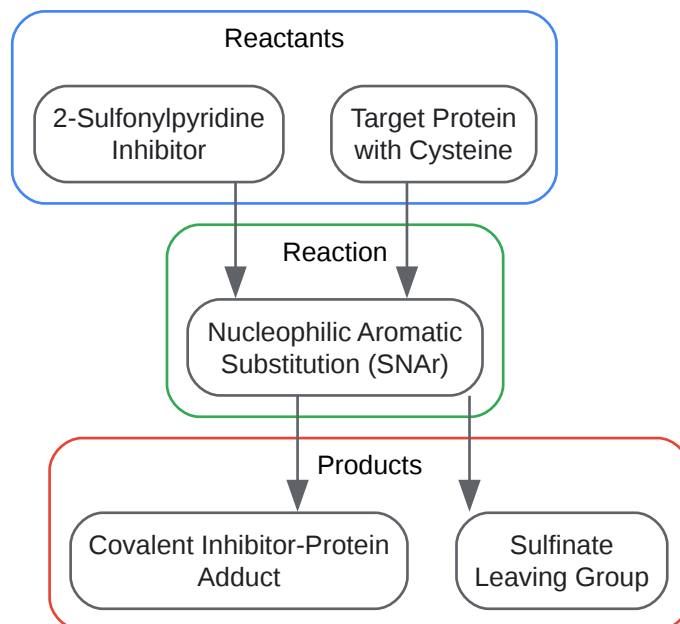 Reactants
2-Sulfonylpyridine
Inhibitor
Target Protein
with Cysteine
Reaction
Nucleophilic Aromatic
Substitution (SNAr)
Products
Covalent Inhibitor-Protein
Adduct
Sulfinate
Leaving Group